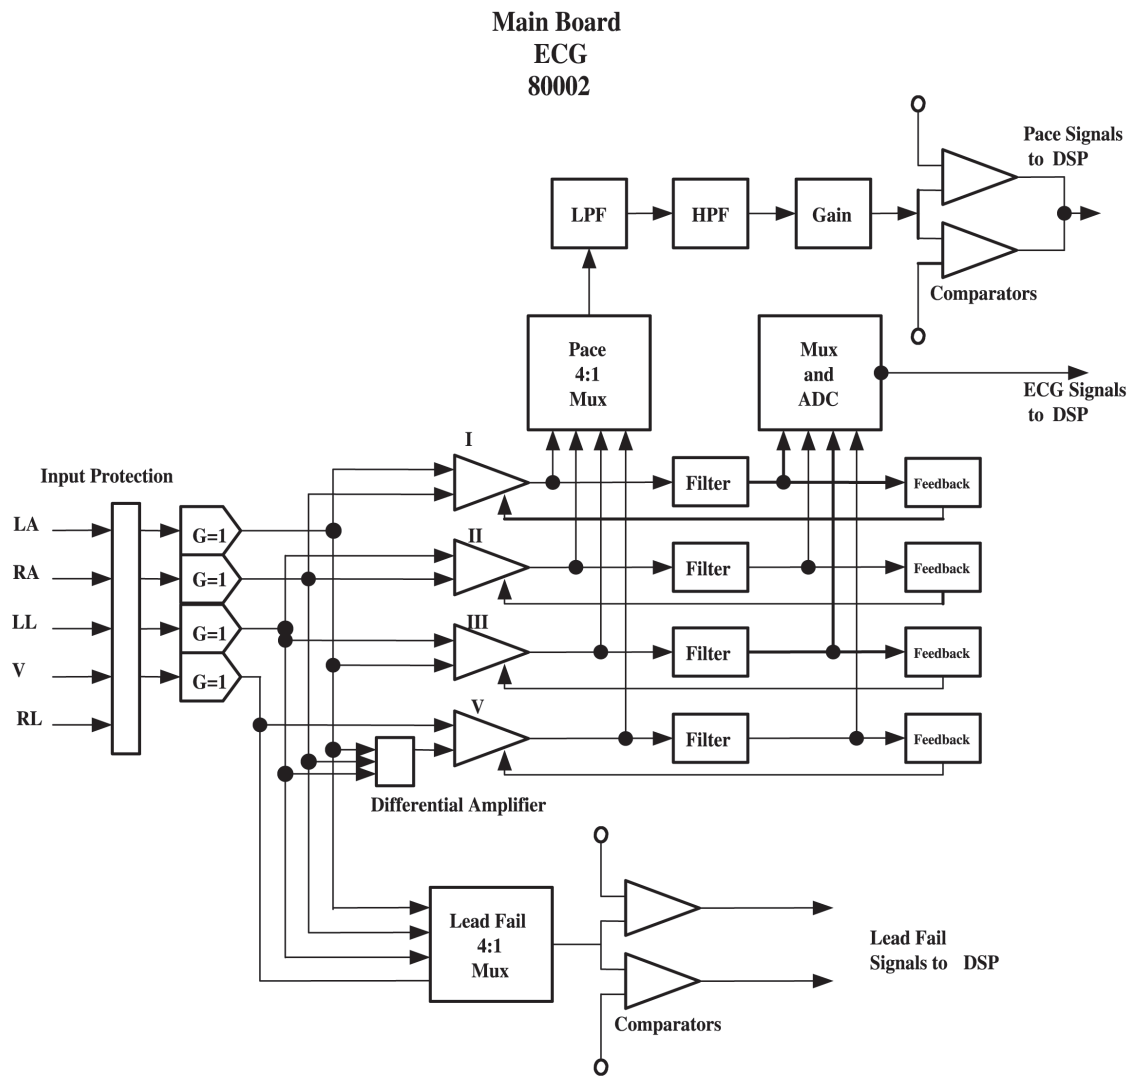 Main Board
ECG
80002
Pace Signals
to DSP
LPF
HPF
Gain
Comparators
Pace
4:1
Mux
Mux
and
ADC
ECG Signals
to DSP
I
Input Protection
Filter
Feedback
LA
G=1
II
RA
G=1
Filter
Feedback
LL
G=1
III
Filter
Feedback
V
G=1
V
RL
Filter
Feedback
Differential Amplifier
Lead Fail
4:1
Mux
Lead Fail
Signals to DSP
Comparators